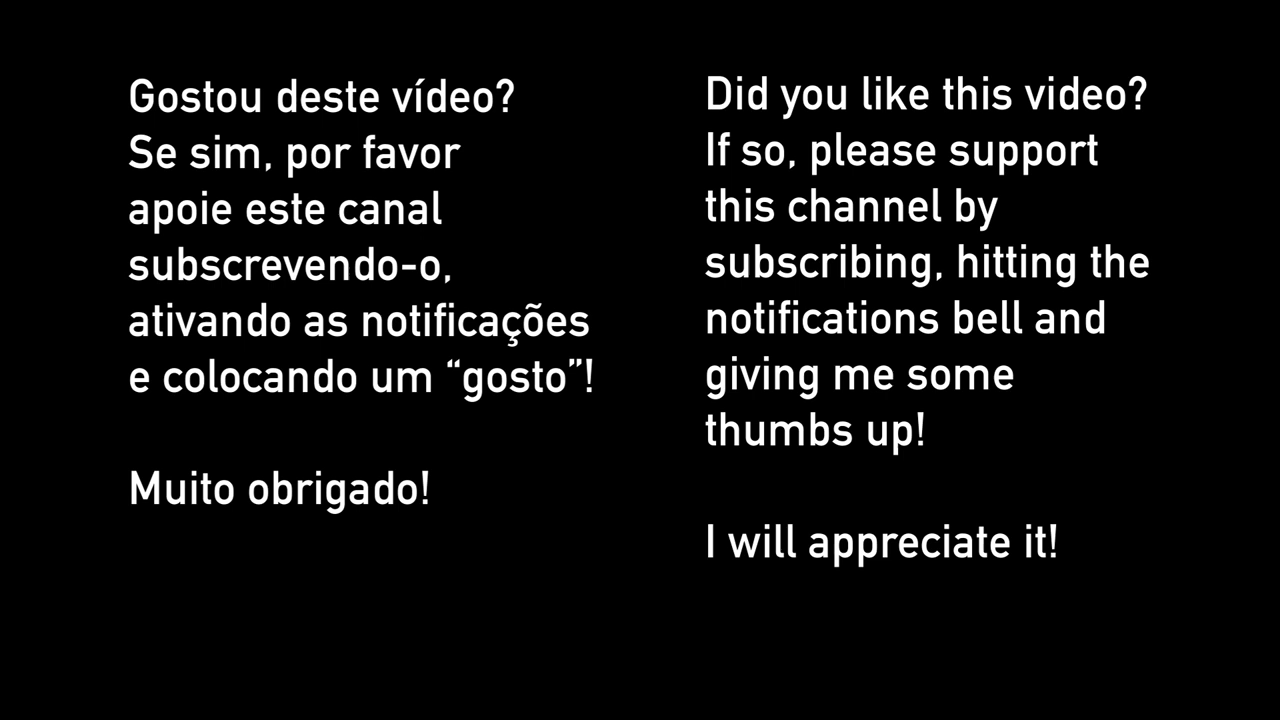 Gostou deste vídeo?
Se sim, por favor
apoie este canal
subscrevendo-o,
ativando as notificações
e colocando um “gosto”!
Muito obrigado!
Did you like this video?
If so, please support
this channel by
subscribing, hitting the
notifications bell and
giving me some
thumbs up!
I will appreciate it!